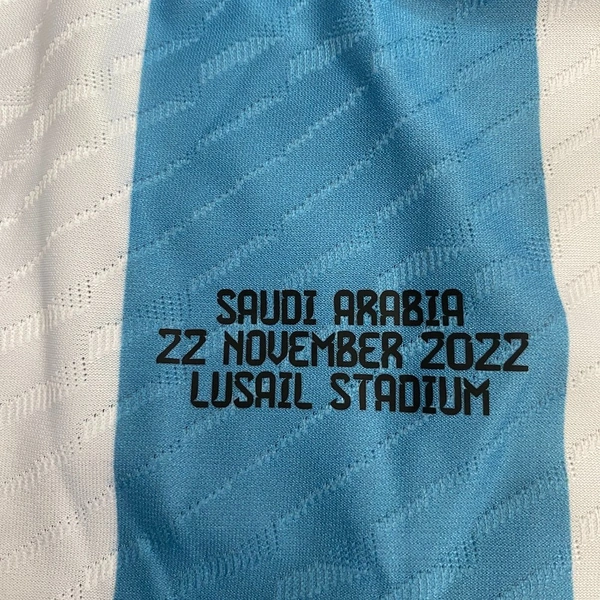 SAUDI ARABIA
22 NOVEMBER 2022
LUSAIL STADIUM